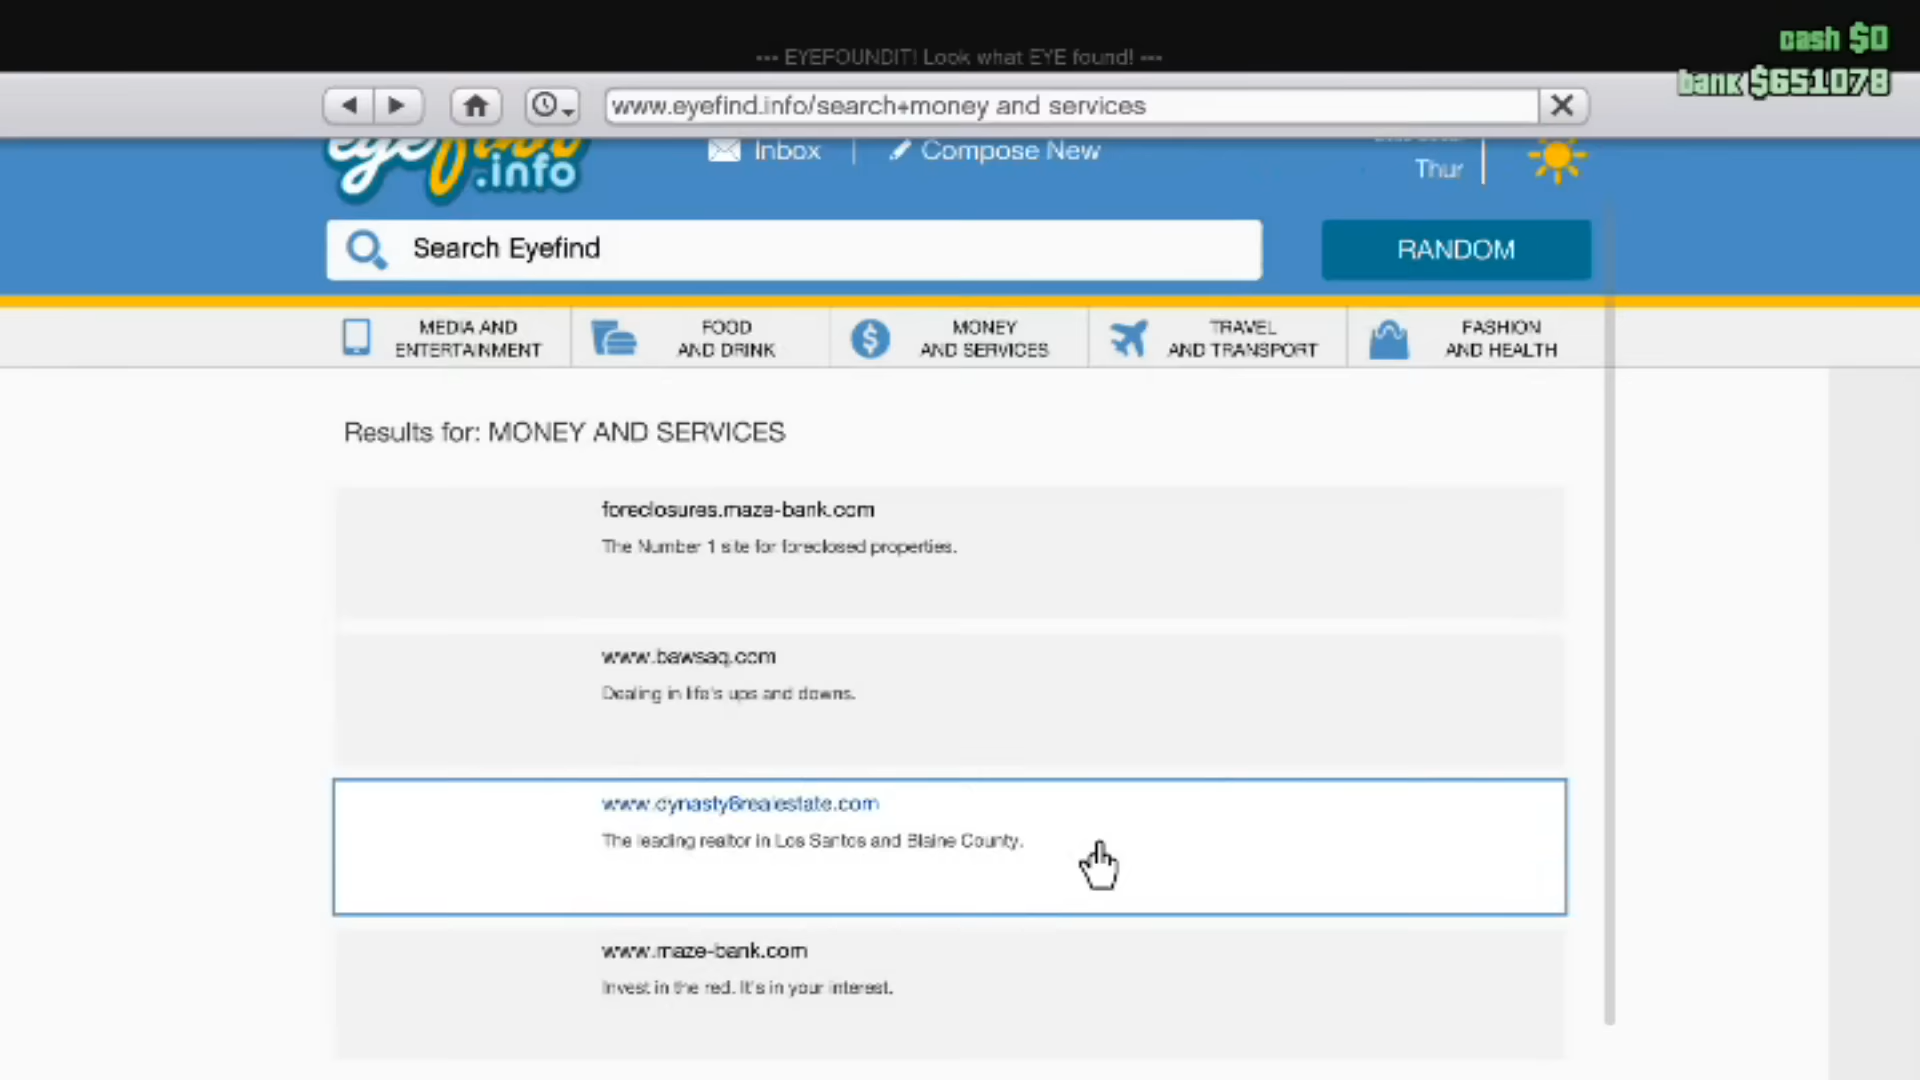 cash $0
--- EYEFOUNDIT! Look what EYE found! ---
bank $651078
www.eyefind.info/search+money and services
eyefind
.info
Inbox
Compose New
Thur
Search Eyefind
RANDOM
MEDIA AND
ENTERTAINMENT
FOOD
AND DRINK
MONEY
AND SERVICES
TRAVEL
AND TRANSPORT
FASHION
AND HEALTH
Results for: MONEY AND SERVICES
foreclosures.maze-bank.com
The Number 1 site for foreclosed properties.
www.bawsaq.com
Dealing in life's ups and downs.
www.dynasty8realestate.com
The leading realtor in Los Santos and Blaine County.
www.maze-bank.com
Invest in the red. It's in your interest.